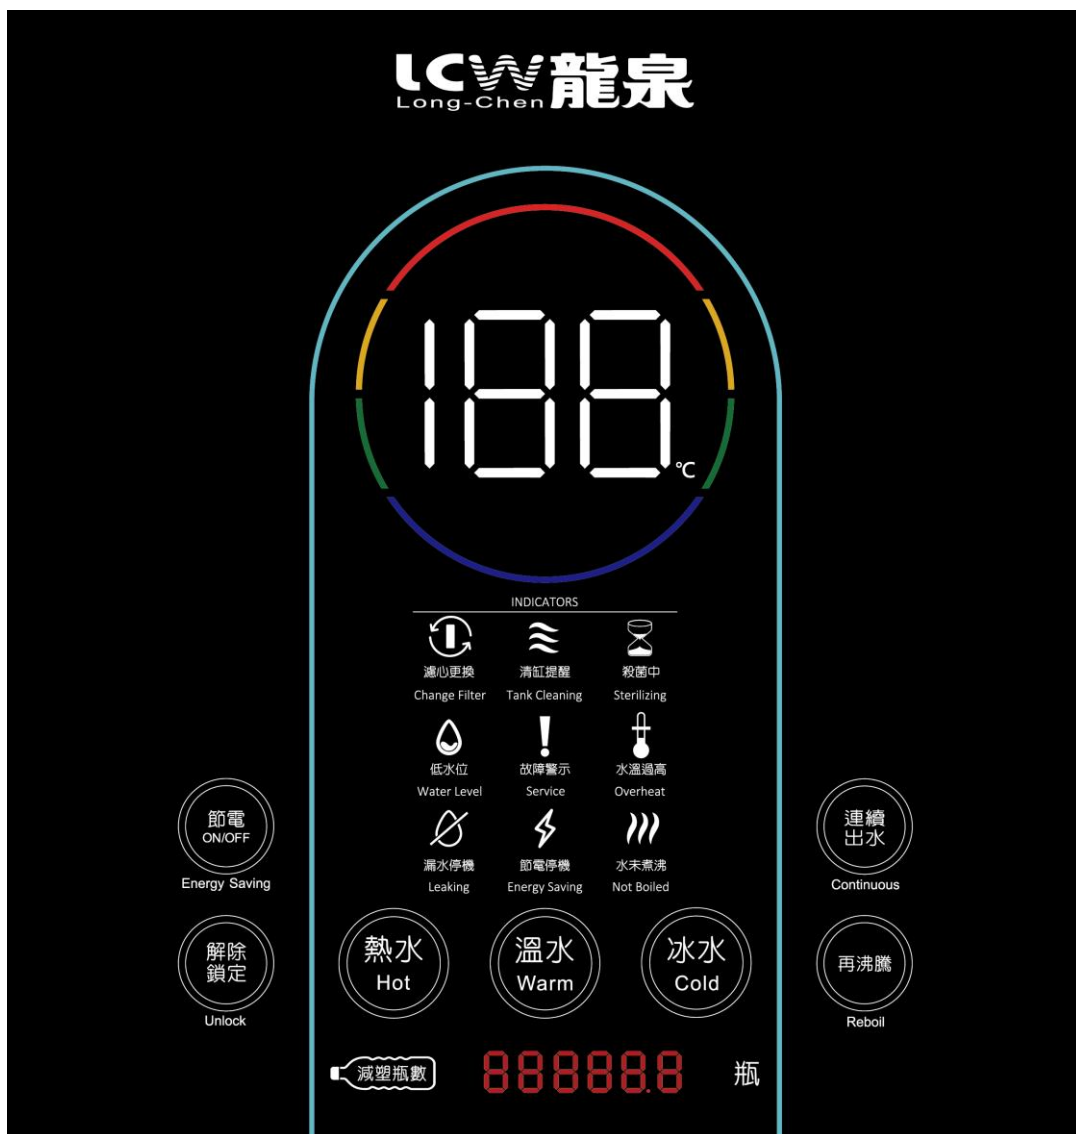 LCW龍泉
Long-Chen
188
℃
INDICATORS
濾心更換
Change Filter
清缸提醒
Tank Cleaning
殺菌中
Sterilizing
低水位
Water Level
故障警示
Service
水溫過高
Overheat
漏水停機
Leaking
節電停機
Energy Saving
水未煮沸
Not Boiled
節電
ON/OFF
Energy Saving
連續
出水
Continuous
解除
鎖定
Unlock
熱水
Hot
溫水
Warm
冰水
Cold
再沸騰
Reboil
減塑瓶數
88888.8
瓶